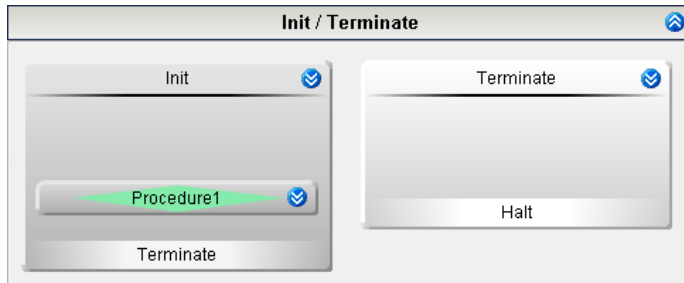 Init / Terminate
Init
Procedure1
Terminate
Terminate
Halt